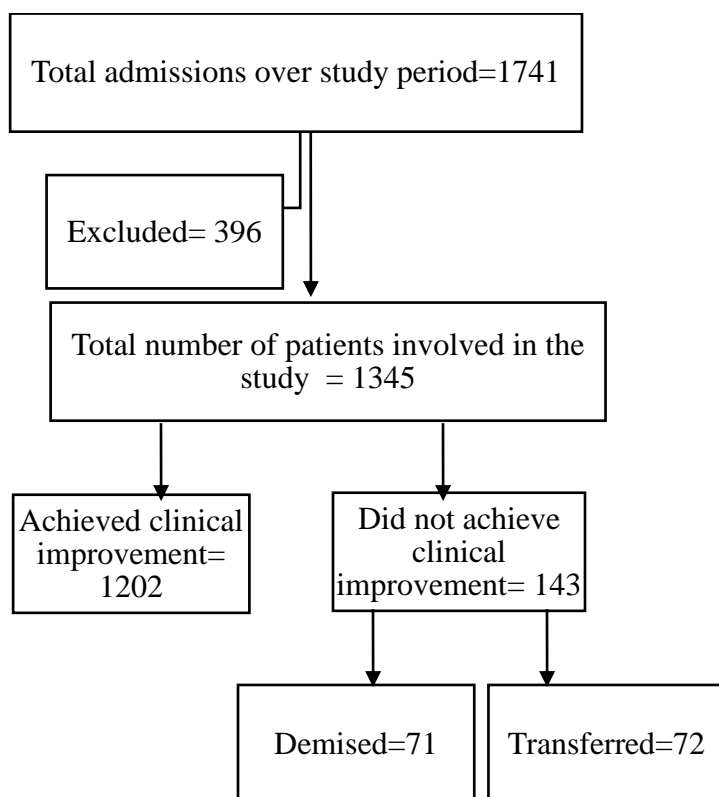 Total admissions over study period=1741
Excluded= 396
Total number of patients involved in the
study = 1345
Achieved clinical
improvement=
1202
Did not achieve
clinical
improvement= 143
Demised=71
Transferred=72